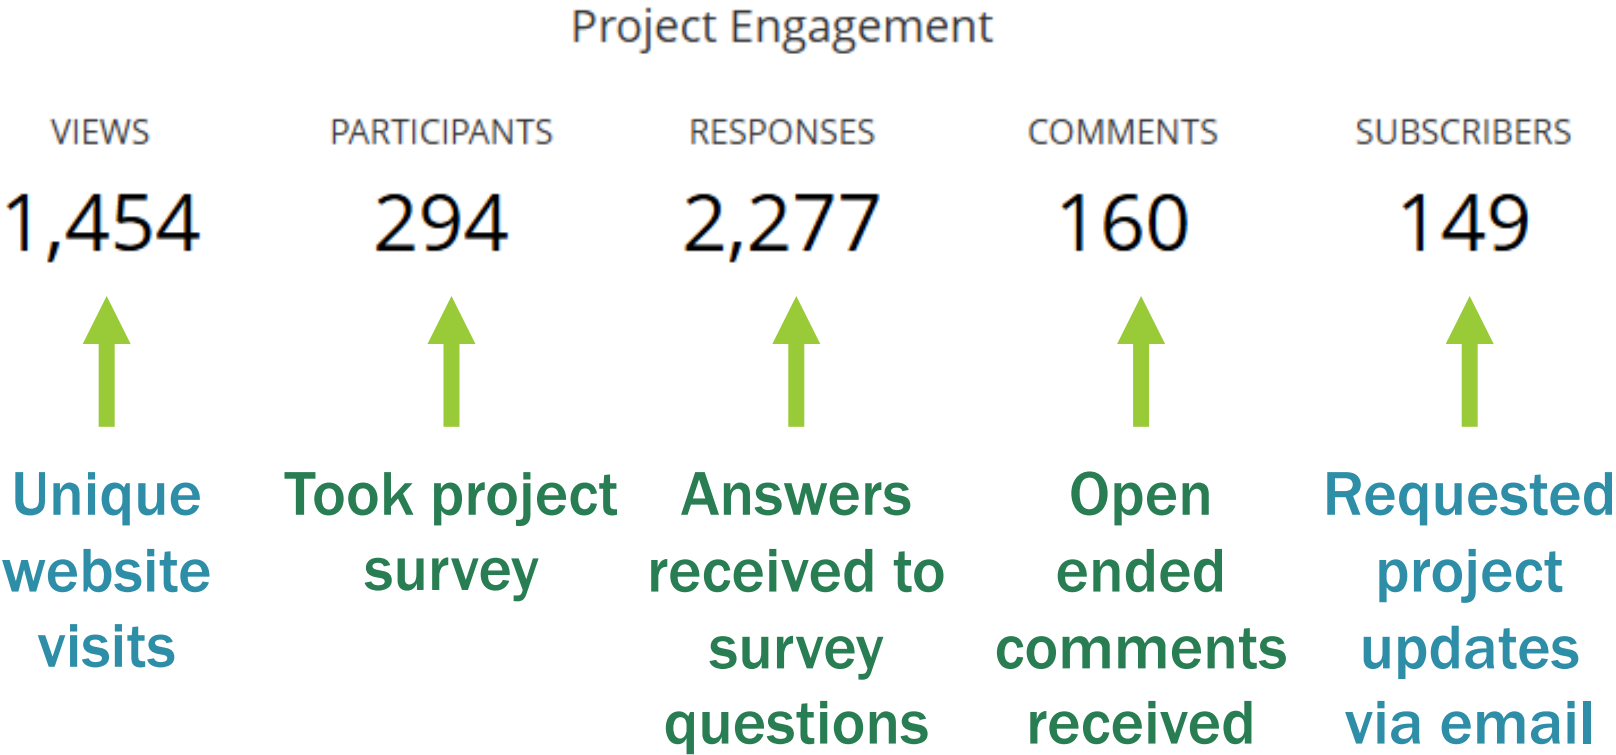 Project Engagement
VIEWS PARTICIPANTS RESPONSES COMMENTS SUBSCRIBERS
1,454 294 2,277 160 149
Unique
website
visits
Took project
survey
Answers
received to
survey
questions
Open
ended
comments
received
Requested
project
updates
via email